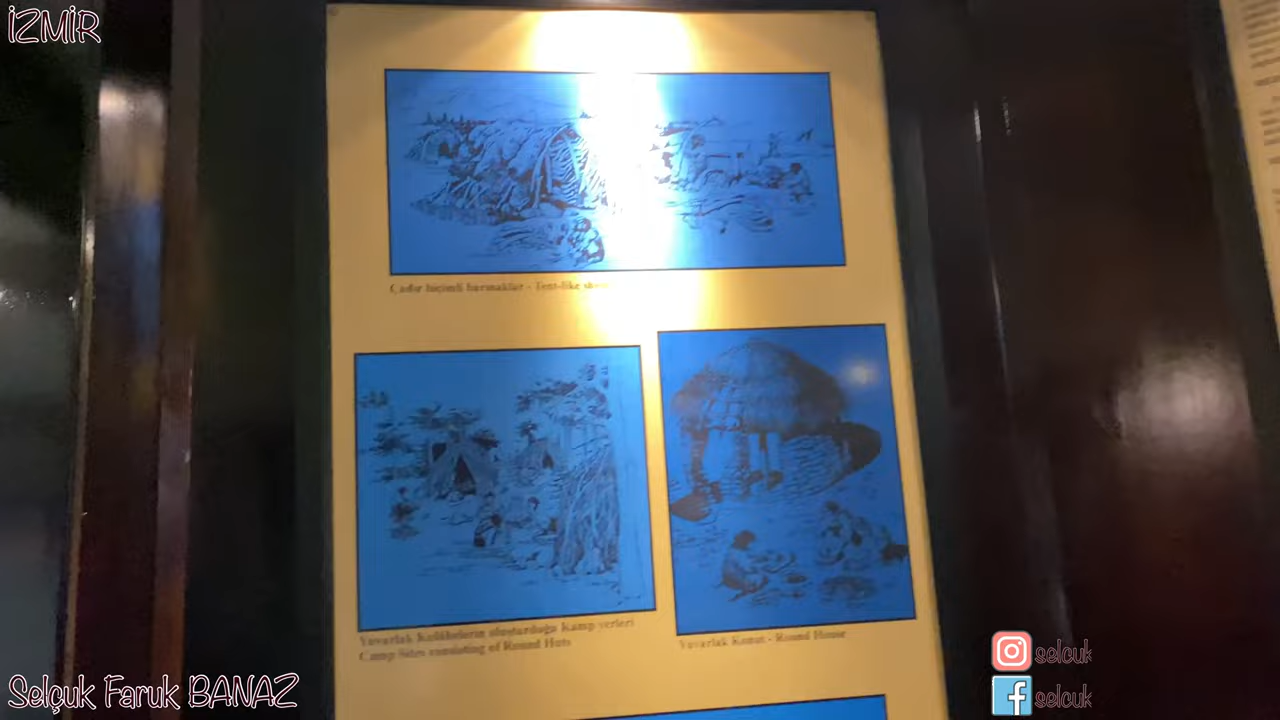 İZMİR
Çadır biçimli barınaklar - Tent-like
Yuvarlak Kulübelerin oluşturduğu Kamp yerleri
Camp Sites consisting of Round Huts
Yuvarlak Konut - Round House
Selçuk Faruk BANAZ
selcuk
selcuk